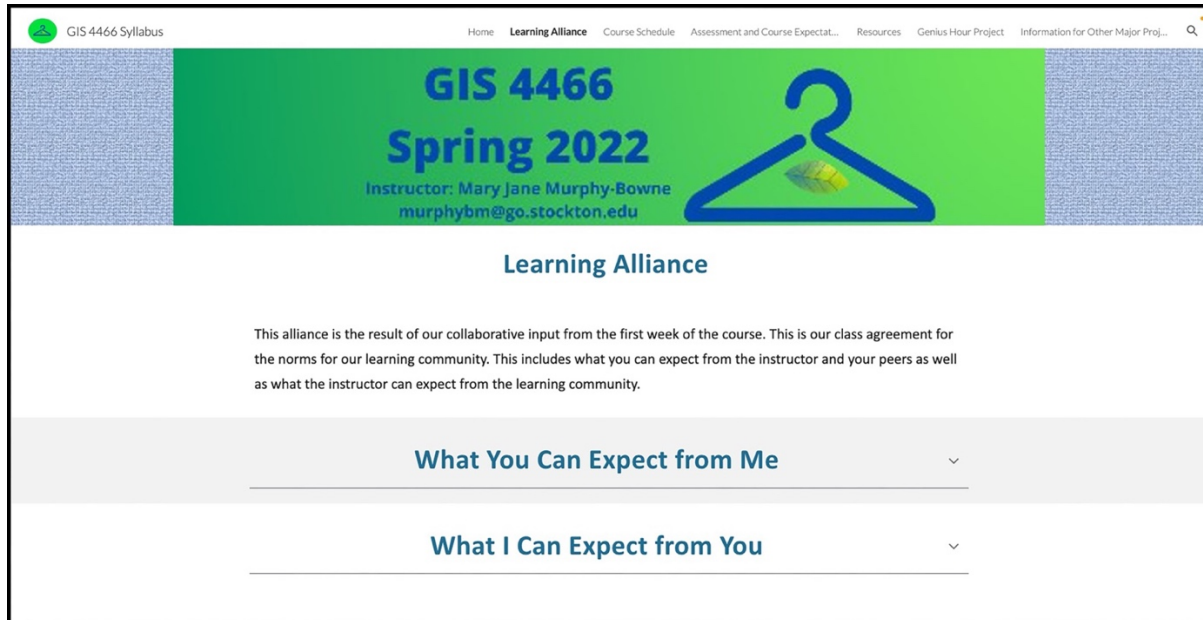 GIS 4466 Syllabus
Home Learning Alliance Course Schedule Assessment and Course Expectat... Resources Genius Hour Project Information for Other Major Proj...
GIS 4466
Spring 2022
Instructor: Mary Jane Murphy-Bowne
murphybm@go.stockton.edu
Learning Alliance
This alliance is the result of our collaborative input from the first week of the course. This is our class agreement for
the norms for our learning community. This includes what you can expect from the instructor and your peers as well
as what the instructor can expect from the learning community.
What You Can Expect from Me
What I Can Expect from You